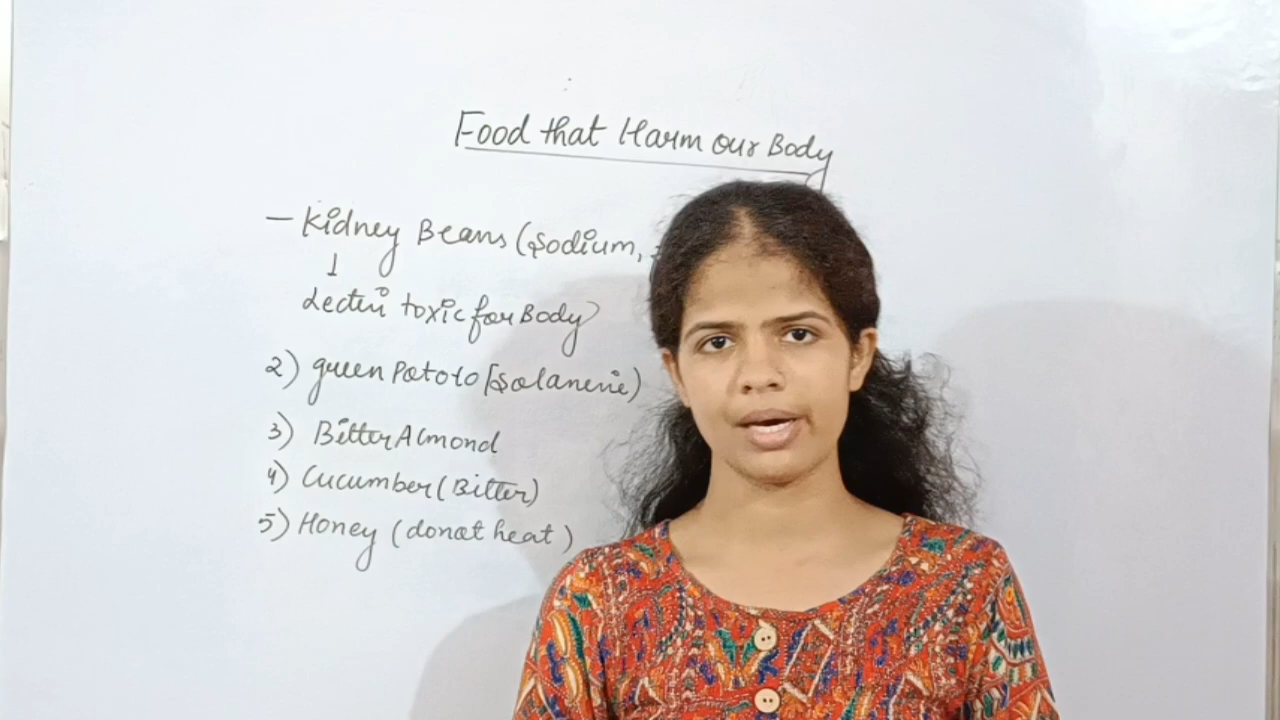 Food that Harm our Body
- Kidney Beans (Sodium,
↓
Lectin toxic for Body
2) green Potato [Solanene)
3) Bitter Almond
4) Cucumber (Bitter)
5) Honey (donot heat)